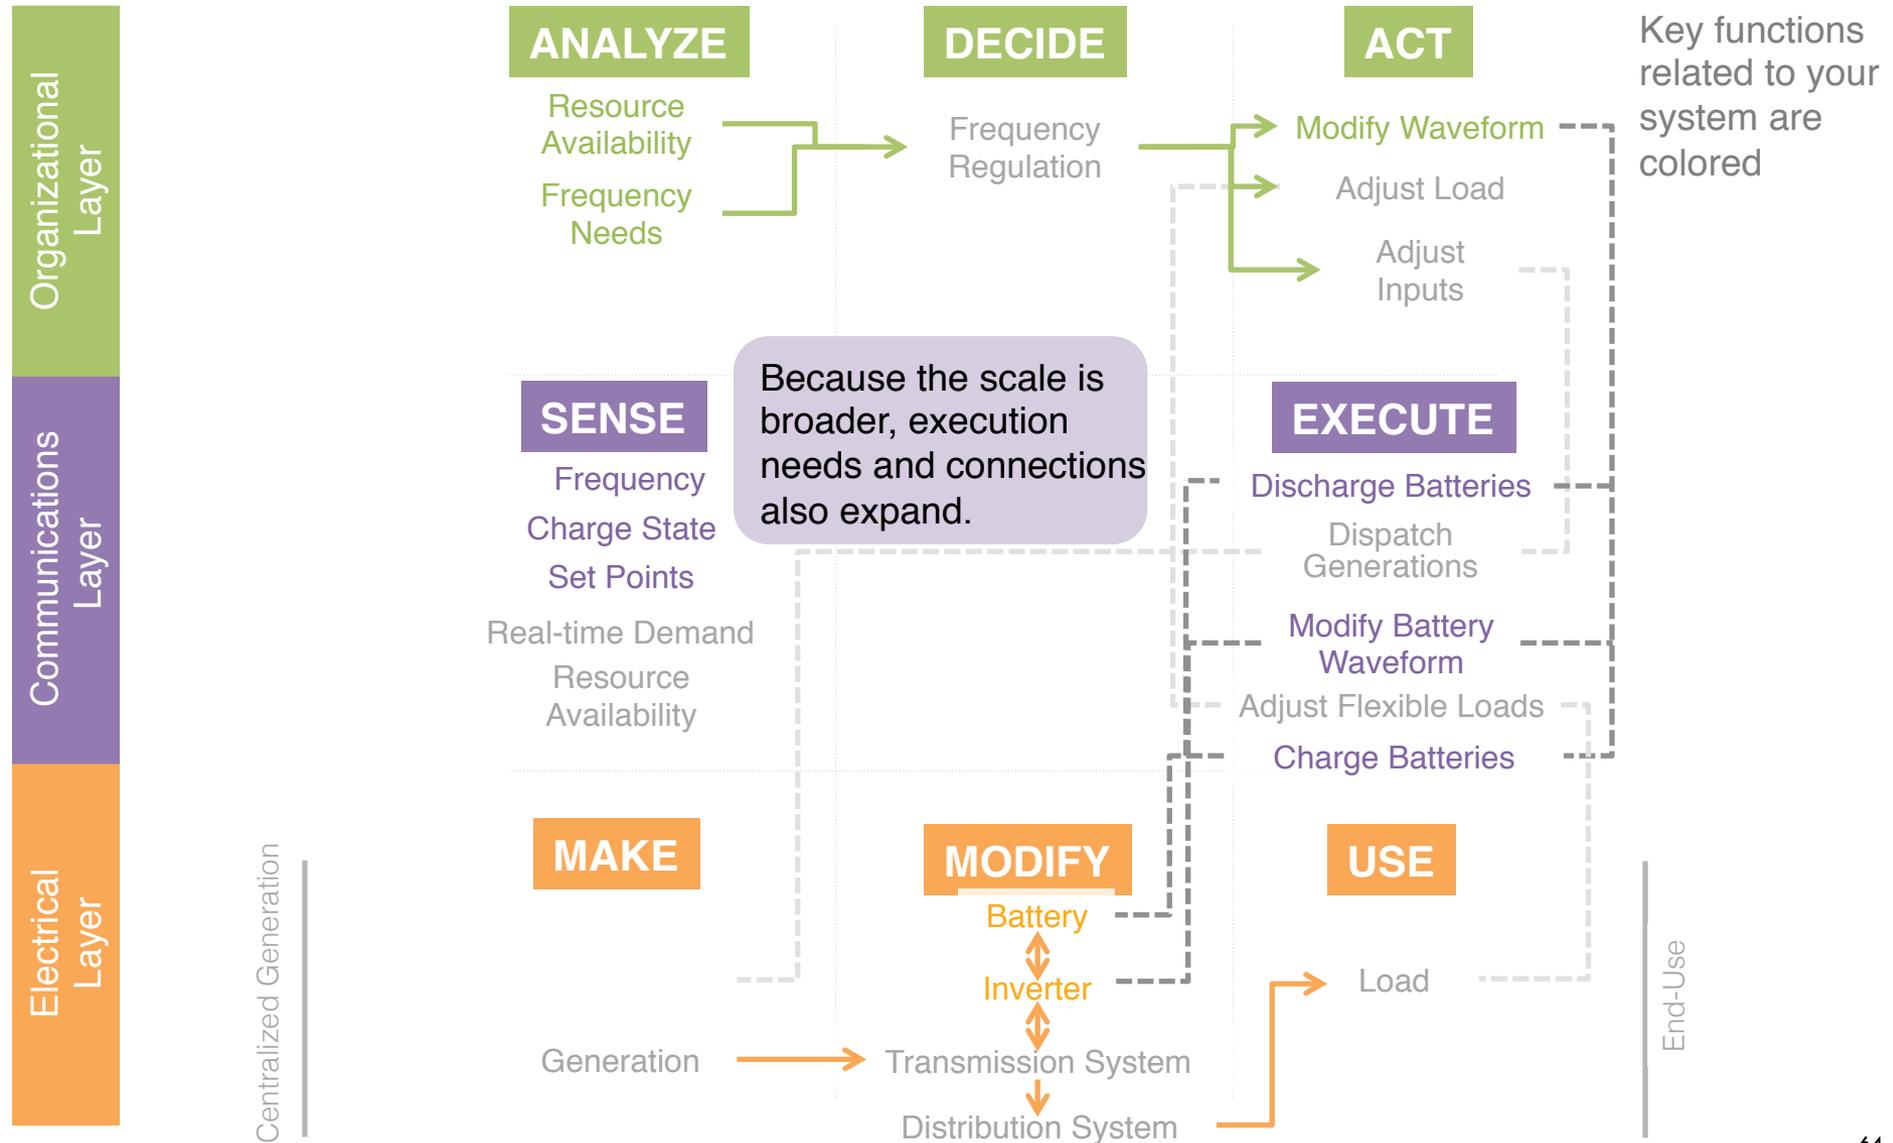 ANALYZE
DECIDE
ACT
Key functions
related to your
system are
colored
Organizational
Layer
Resource
Availability
Frequency
Needs
Frequency
Regulation
Modify Waveform
Adjust Load
Adjust
Inputs
Communications
Layer
SENSE
Because the scale is
broader, execution
needs and connections
also expand.
EXECUTE
Frequency
Charge State
Set Points
Real-time Demand
Resource
Availability
Discharge Batteries
Dispatch
Generations
Modify Battery
Waveform
Adjust Flexible Loads
Charge Batteries
Electrical
Layer
Centralized Generation
MAKE
MODIFY
USE
Battery
Inverter
Load
End-Use
Generation
Transmission System
Distribution System